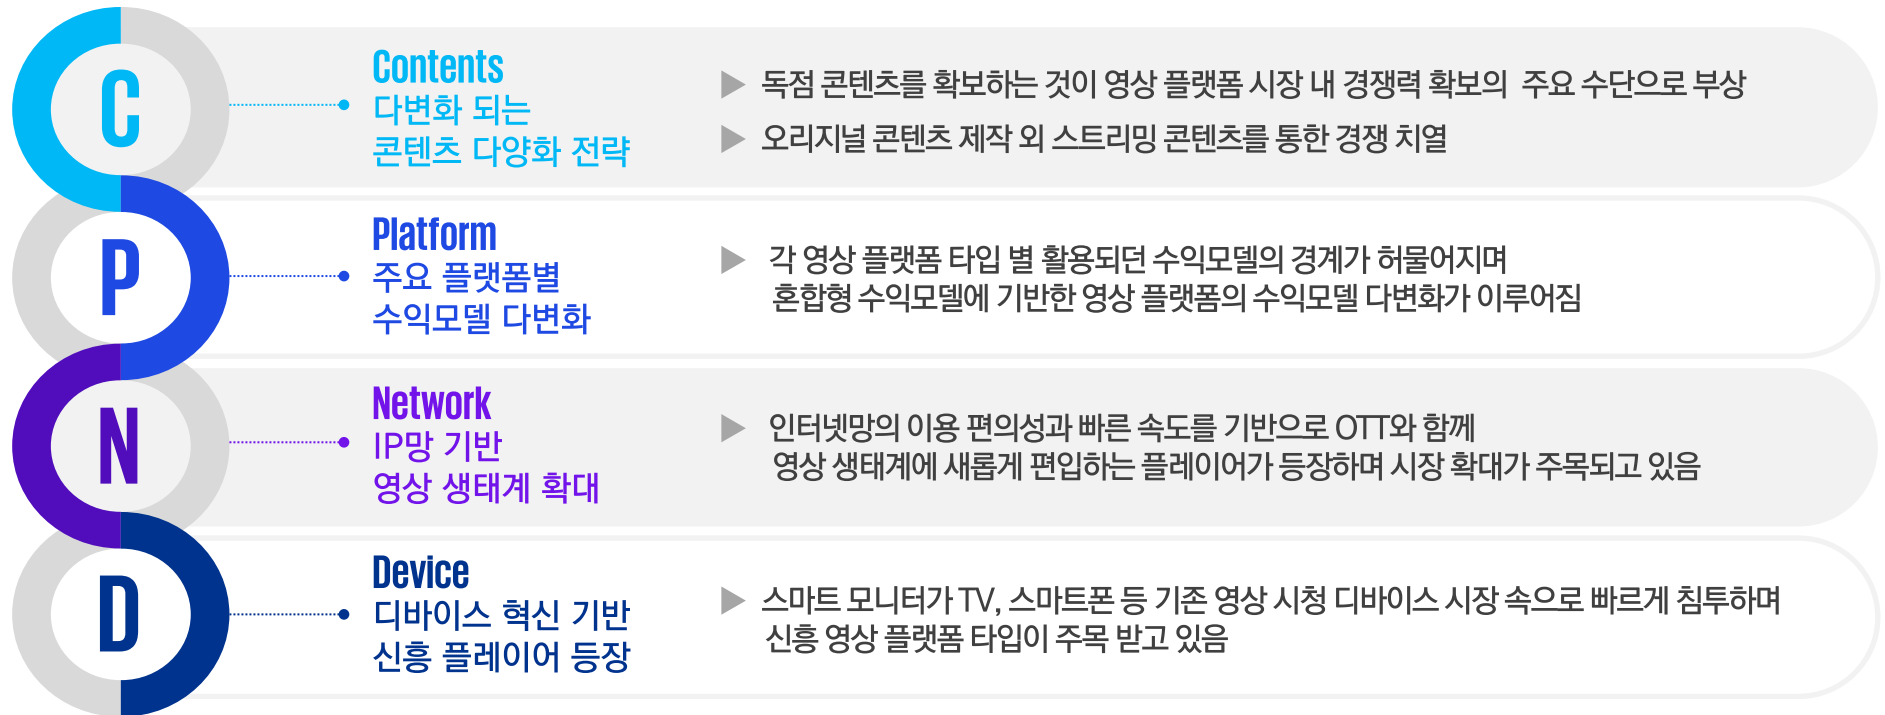 C
Contents
다변화 되는
콘텐츠 다양화 전략
독점 콘텐츠를 확보하는 것이 영상 플랫폼 시장 내 경쟁력 확보의 주요 수단으로 부상
오리지널 콘텐츠 제작 외 스트리밍 콘텐츠를 통한 경쟁 치열
P
Platform
주요 플랫폼별
수익모델 다변화
각 영상 플랫폼 타입 별 활용되던 수익모델의 경계가 허물어지며
혼합형 수익모델에 기반한 영상 플랫폼의 수익모델 다변화가 이루어짐
N
Network
IP망 기반
영상 생태계 확대
인터넷망의 이용 편의성과 빠른 속도를 기반으로 OTT와 함께
영상 생태계에 새롭게 편입하는 플레이어가 등장하며 시장 확대가 주목되고 있음
D
Device
디바이스 혁신 기반
신흥 플레이어 등장
스마트 모니터가 TV, 스마트폰 등 기존 영상 시청 디바이스 시장 속으로 빠르게 침투하며
신흥 영상 플랫폼 타입이 주목 받고 있음